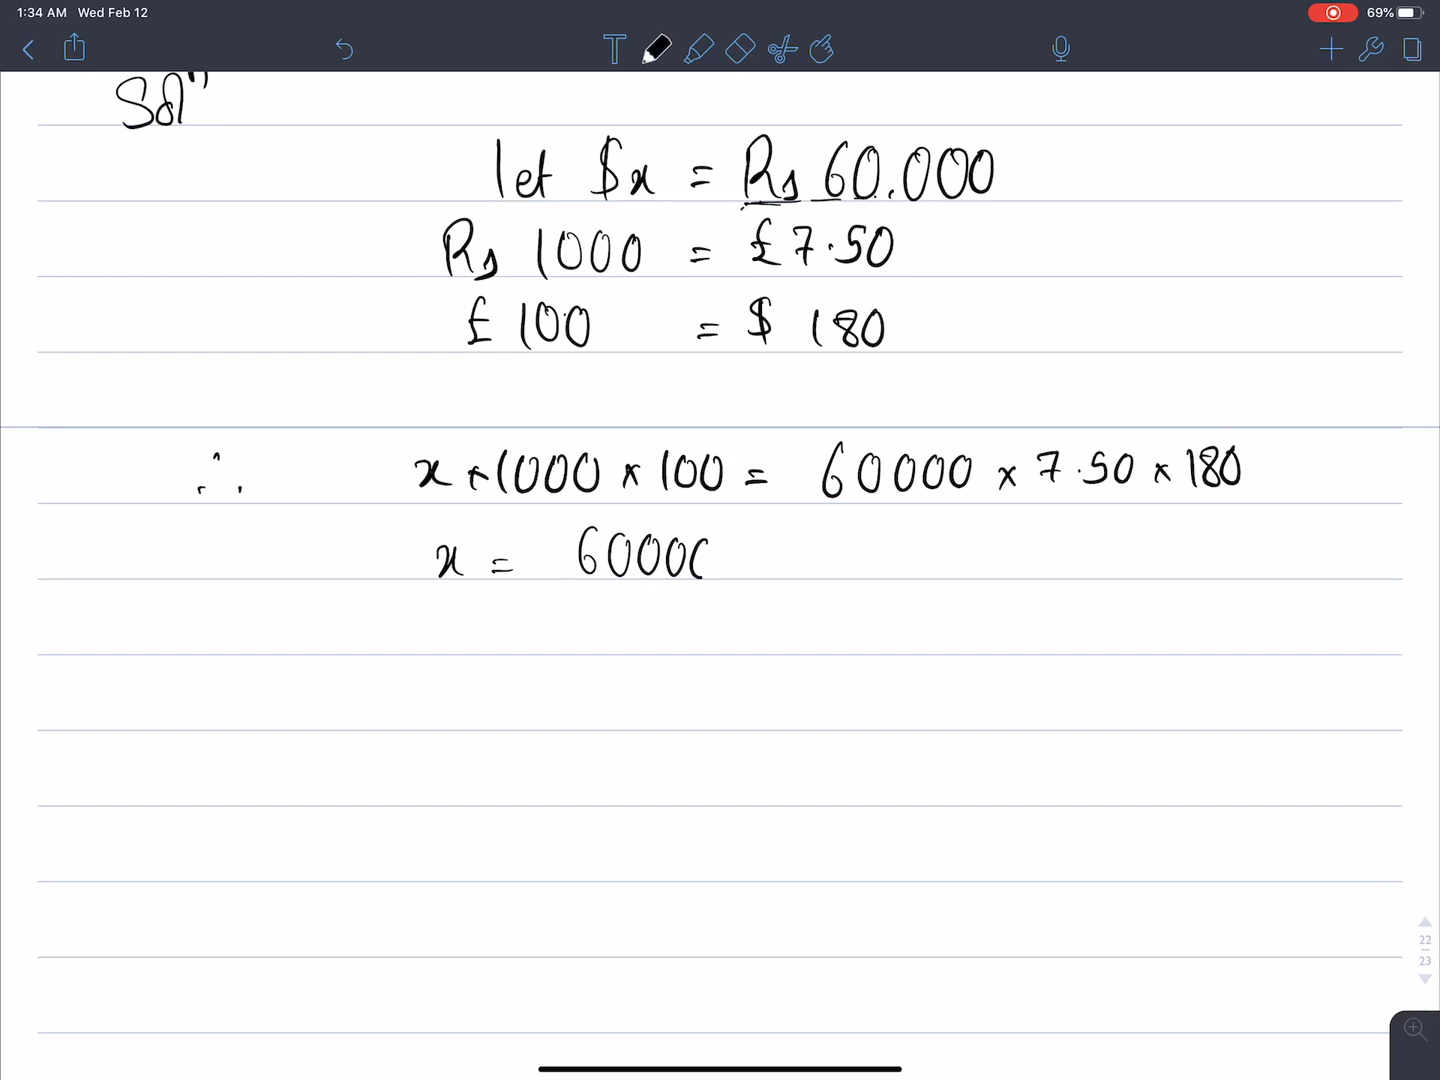 1:34 AM Wed Feb 12 69%
T
Solⁿ
let $x = Rs 60.000
Rs 1000 = £7.50
£ 100 = $ 180
∴ x × 1000 × 100 = 60000 × 7.50 × 180
x = 6000(
22
23